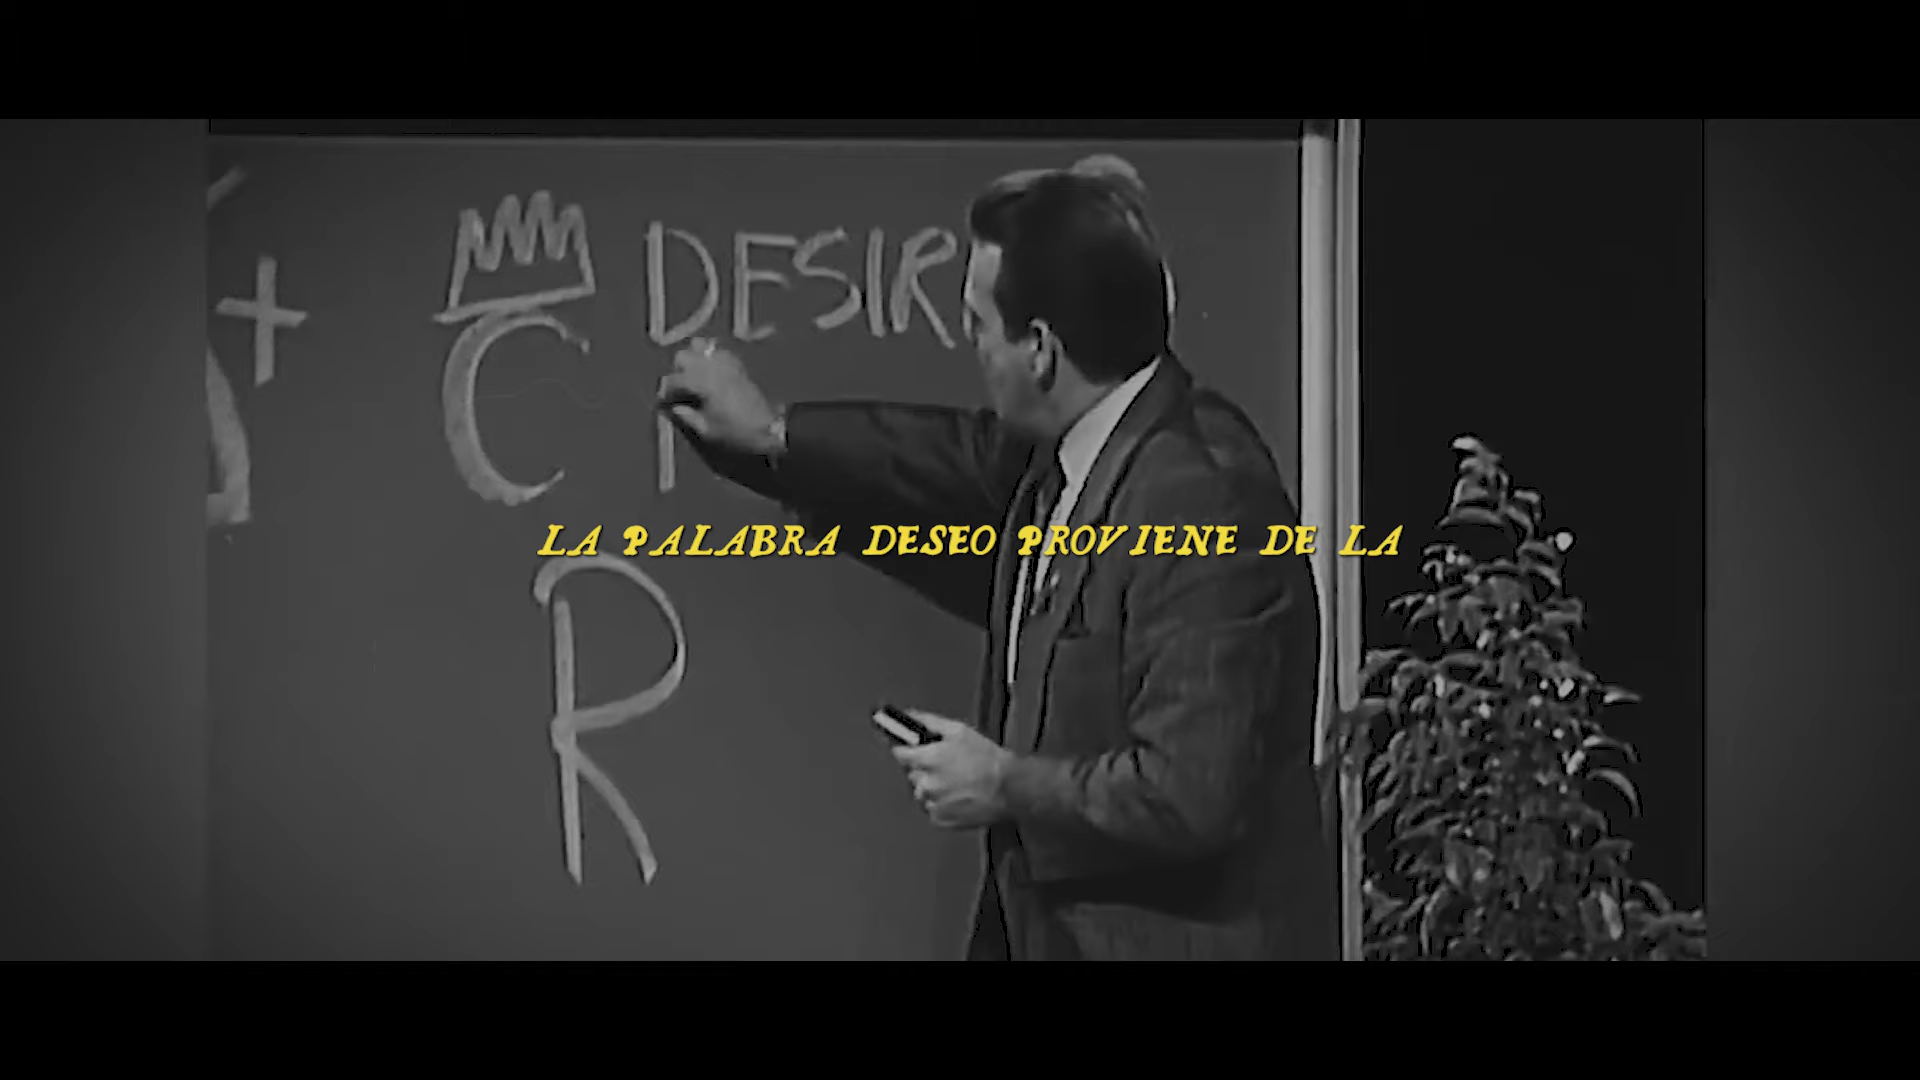 +
DESIR
C
LA PALABRA DESEO PROVIENE DE LA
R